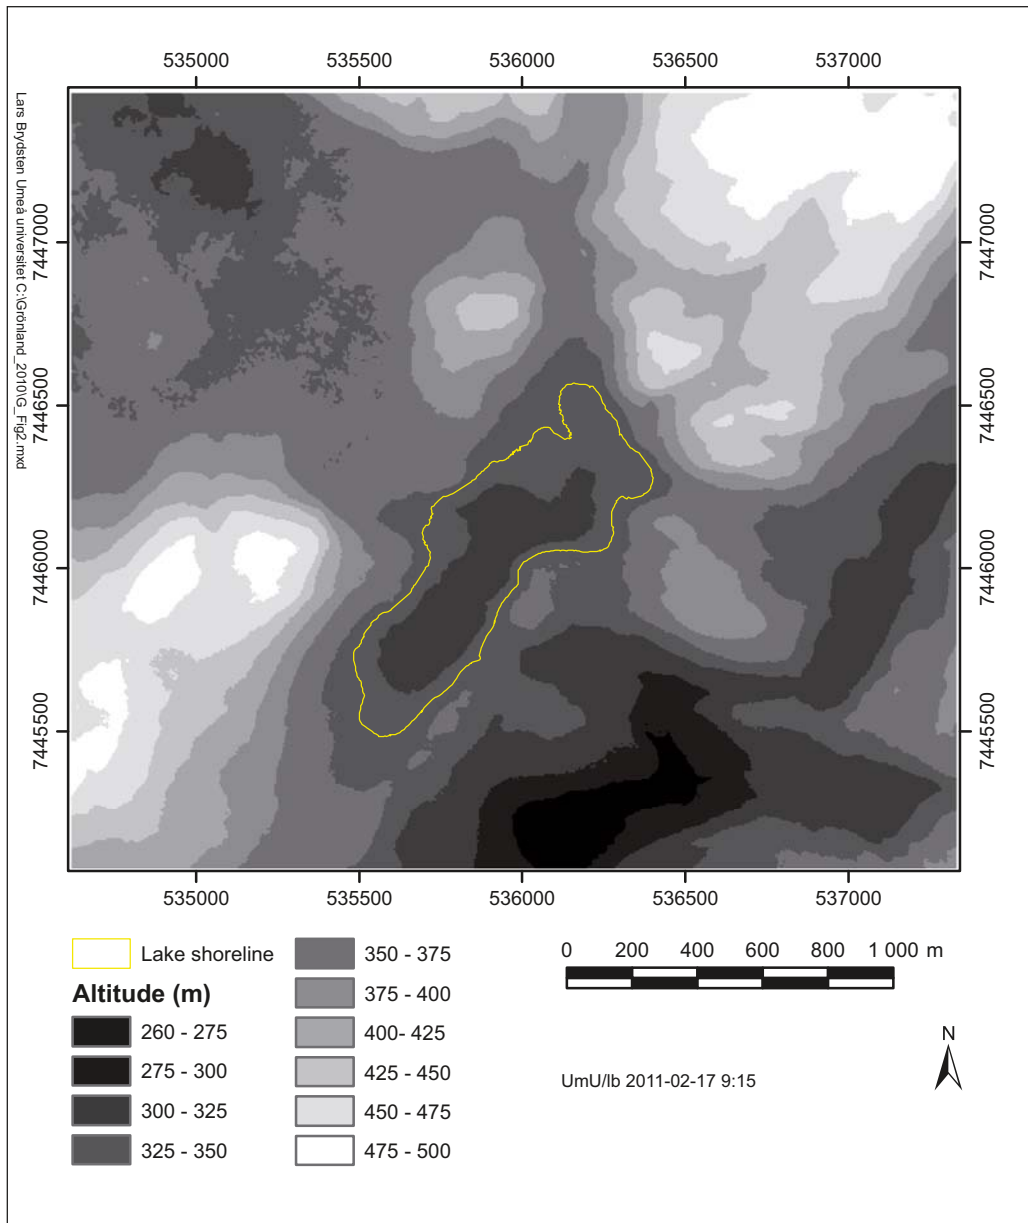 535000 535500 536000 536500 537000
Lars Brydsten Umeå universitet C:\Grönland_2010\G_Fig2.mxd
7447000 7447000
7446500 7446500
7446000 7446000
7445500 7445500
535000 535500 536000 536500 537000
Lake shoreline
Altitude (m)
260 - 275
275 - 300
300 - 325
325 - 350
350 - 375
375 - 400
400- 425
425 - 450
450 - 475
475 - 500
0 200 400 600 800 1 000 m
N
UmU/lb 2011-02-17 9:15